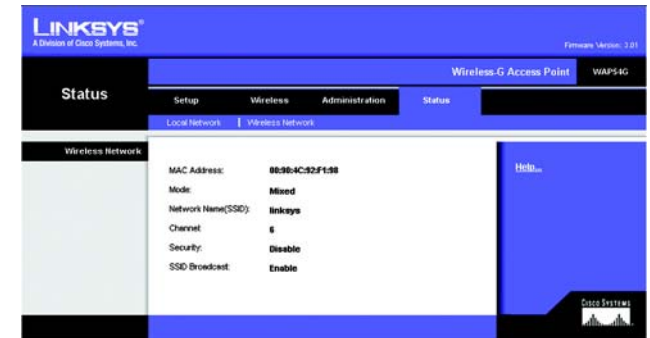 LINKSYS®
A Division of Cisco Systems, Inc.
Firmware Version: 3.01
Wireless-G Access Point WAP54G
Status
Setup Wireless Administration Status
Local Network | Wireless Network
Wireless Network
MAC Address: 00:90:4C:92:F1:98
Mode: Mixed
Network Name(SSID): linksys
Channel: 6
Security: Disable
SSID Broadcast: Enable
Help...
CISCO SYSTEMS